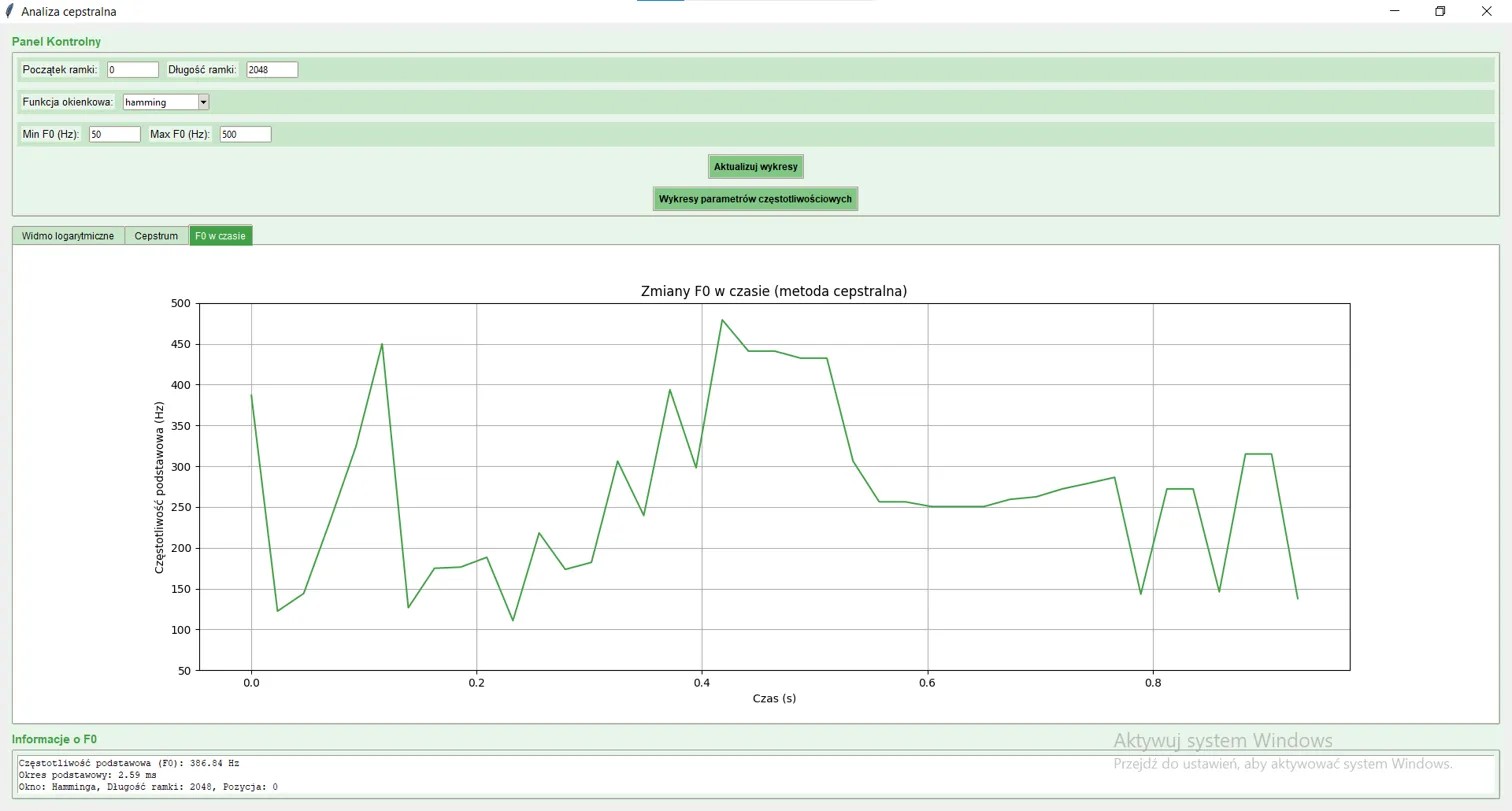 Analiza cepstralna
Panel Kontrolny
Początek ramki: 0 Długość ramki: 2048
Funkcja okienkowa: hamming
Min F0 (Hz): 50 Max F0 (Hz): 500
Aktualizuj wykresy
Wykresy parametrów częstotliwościowych
Widmo logarytmiczne Cepstrum F0 w czasie
Zmiany F0 w czasie (metoda cepstralna)
Częstotliwość podstawowa (Hz)
500
450
400
350
300
250
200
150
100
50
0.0 0.2 0.4 0.6 0.8
Czas (s)
Informacje o F0
Częstotliwość podstawowa (F0): 386.84 Hz
Okres podstawowy: 2.59 ms
Okno: Hamminga, Długość ramki: 2048, Pozycja: 0
Aktywuj system Windows
Przejdź do ustawień, aby aktywować system Windows.